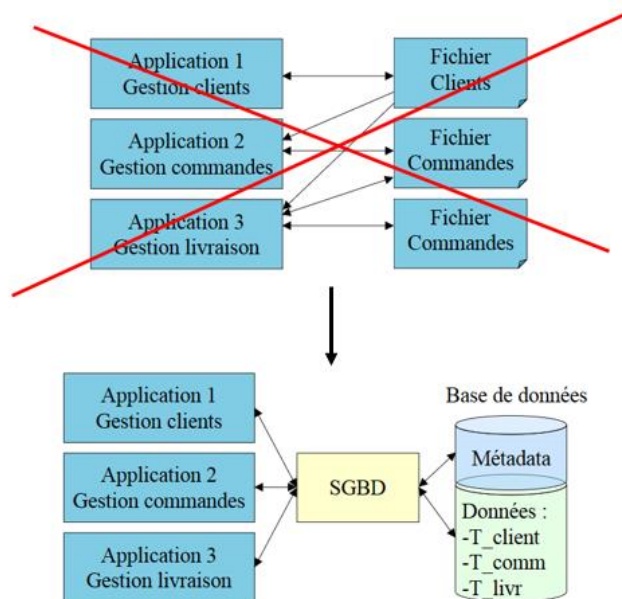 Application 1
Gestion clients
Fichier
Clients
Application 2
Gestion commandes
Fichier
Commandes
Application 3
Gestion livraison
Fichier
Commandes
Base de données
Application 1
Gestion clients
Application 2
Gestion commandes
Application 3
Gestion livraison
SGBD
Métadata
Données :
-T_client
-T_comm
-T_livr